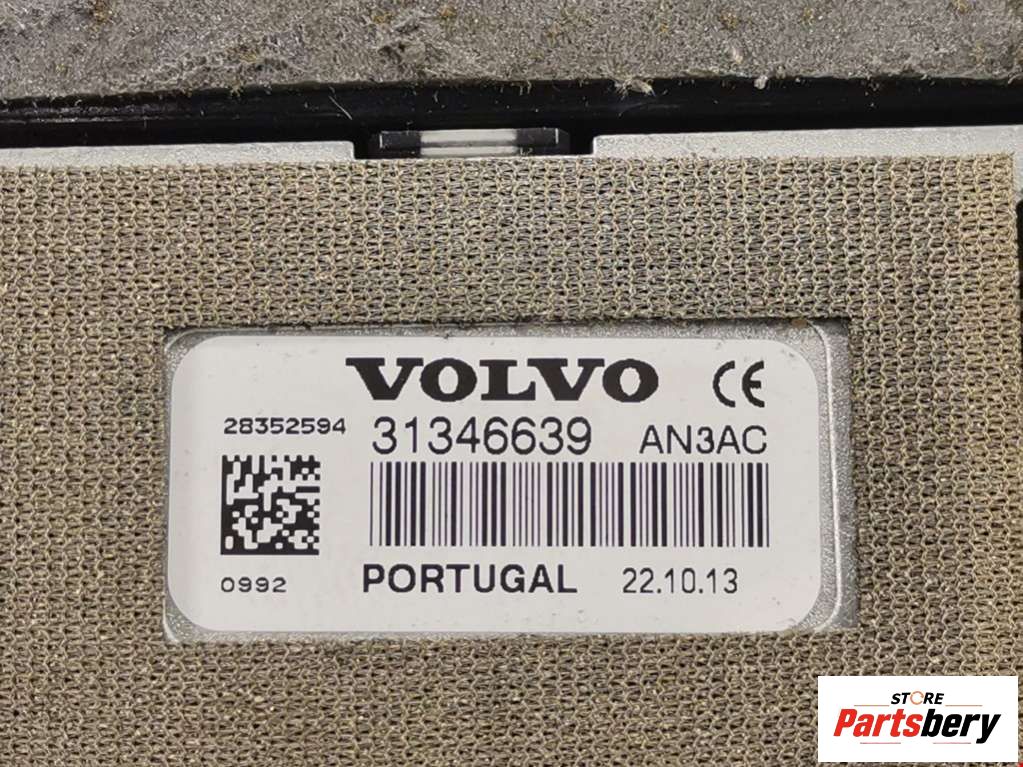 VOLVO CE
28352594 31346639 AN3AC
0992 PORTUGAL 22.10.13
STORE
Partsbery